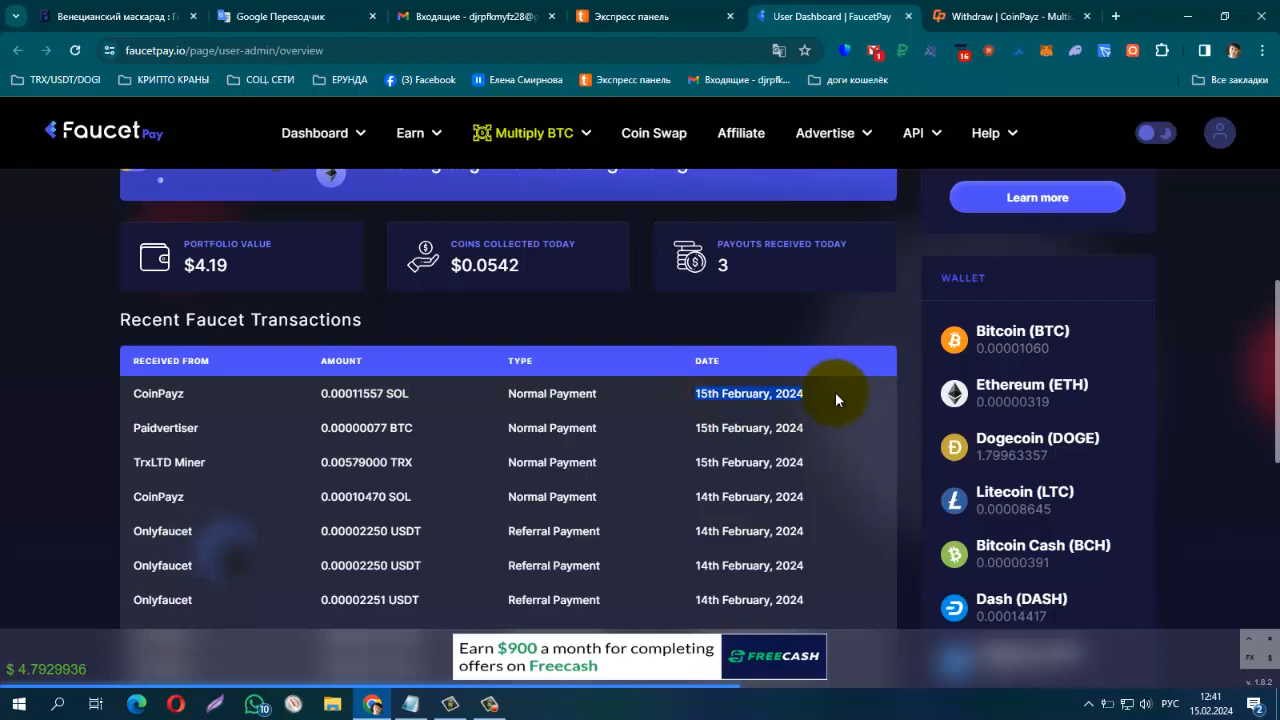 Венецианский маскарад :
Google Переводчик
Входящие - djrpfkmyfz28@g
Экспресс панель
User Dashboard | FaucetPay
Withdraw | CoinPayz - Multi
faucetpay.io/page/user-admin/overview
1
16
TRX/USDT/DOGI
КРИПТО КРАНЫ
СОЦ. СЕТИ
ЕРУНДА
(3) Facebook
Елена Смирнова
Экспресс панель
Входящие - djrpfk...
доги кошелёк
Все закладки
FaucetPay
Dashboard
Earn
Multiply BTC
Coin Swap
Affiliate
Advertise
API
Help
Learn more
PORTFOLIO VALUE
$4.19
COINS COLLECTED TODAY
$0.0542
PAYOUTS RECEIVED TODAY
3
Recent Faucet Transactions
RECEIVED FROM AMOUNT TYPE DATE
CoinPayz 0.00011557 SOL Normal Payment 15th February, 2024
Paidvertiser 0.00000077 BTC Normal Payment 15th February, 2024
TrxLTD Miner 0.00579000 TRX Normal Payment 15th February, 2024
CoinPayz 0.00010470 SOL Normal Payment 14th February, 2024
Onlyfaucet 0.00002250 USDT Referral Payment 14th February, 2024
Onlyfaucet 0.00002250 USDT Referral Payment 14th February, 2024
Onlyfaucet 0.00002251 USDT Referral Payment 14th February, 2024
WALLET
Bitcoin (BTC)
0.00001060
Ethereum (ETH)
0.00000319
Dogecoin (DOGE)
1.79963357
Litecoin (LTC)
0.00008645
Bitcoin Cash (BCH)
0.00000391
Dash (DASH)
0.00014417
Earn $900 a month for completing
offers on Freecash
FREECASH
$ 4.7929936
FX $
v. 1.8.2
10
РУС
12:41
15.02.2024
2